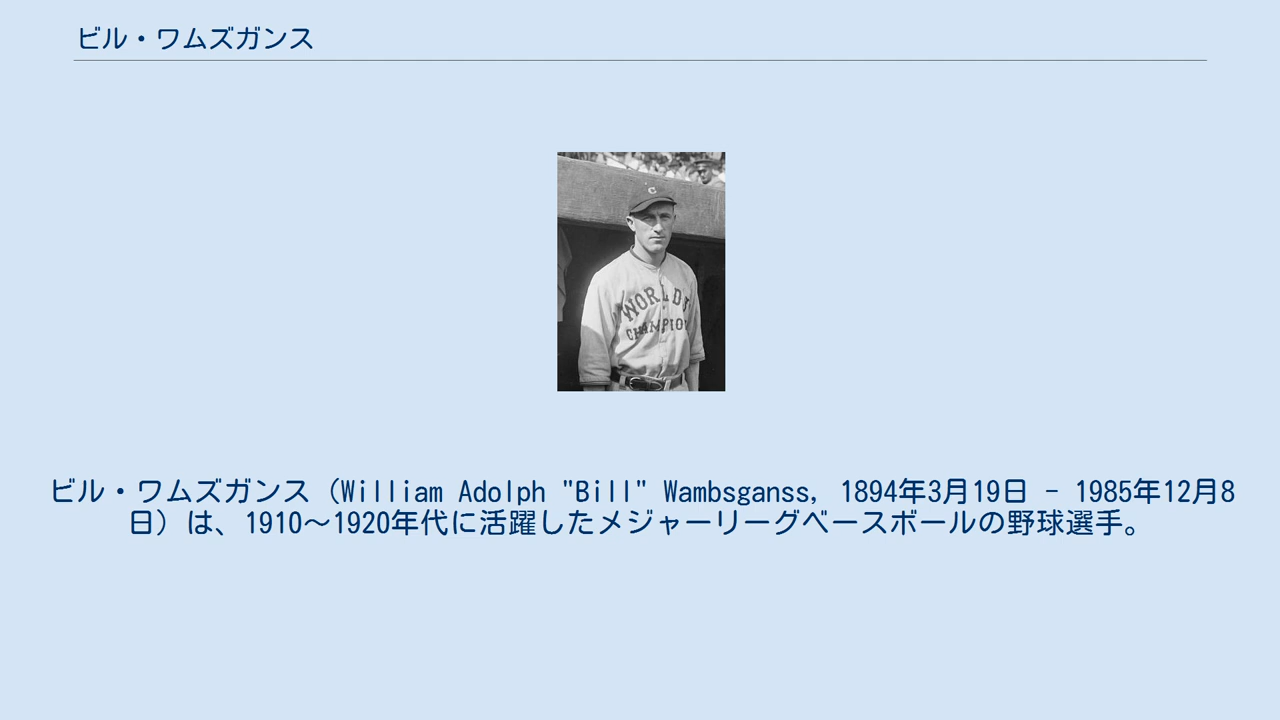 ビル・ワムズガンス
C
WORLDS
CHAMPION
ビル・ワムズガンス（William Adolph "Bill" Wambsganss, 1894年3月19日 - 1985年12月8
日）は、1910～1920年代に活躍したメジャーリーグベースボールの野球選手。